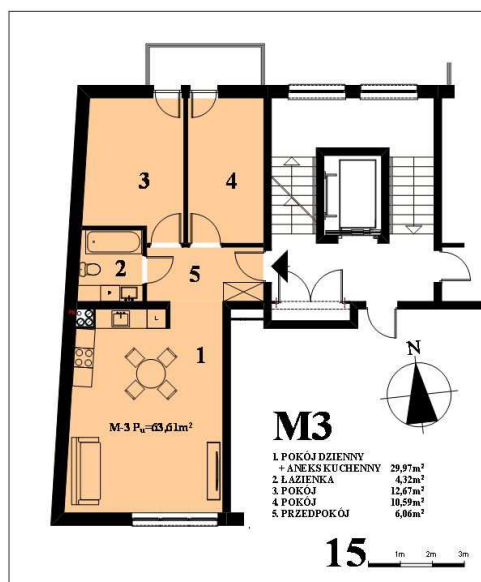 3
4
2
5
P
L
1
M-3 Pu=63,61m²
N
M3
1. POKÓJ DZIENNY
+ ANEKS KUCHENNY 29,97m²
2. ŁAZIENKA 4,32m²
3. POKÓJ 12,67m²
4. POKÓJ 10,59m²
5. PRZEDPOKÓJ 6,06m²
15
1m 2m 3m